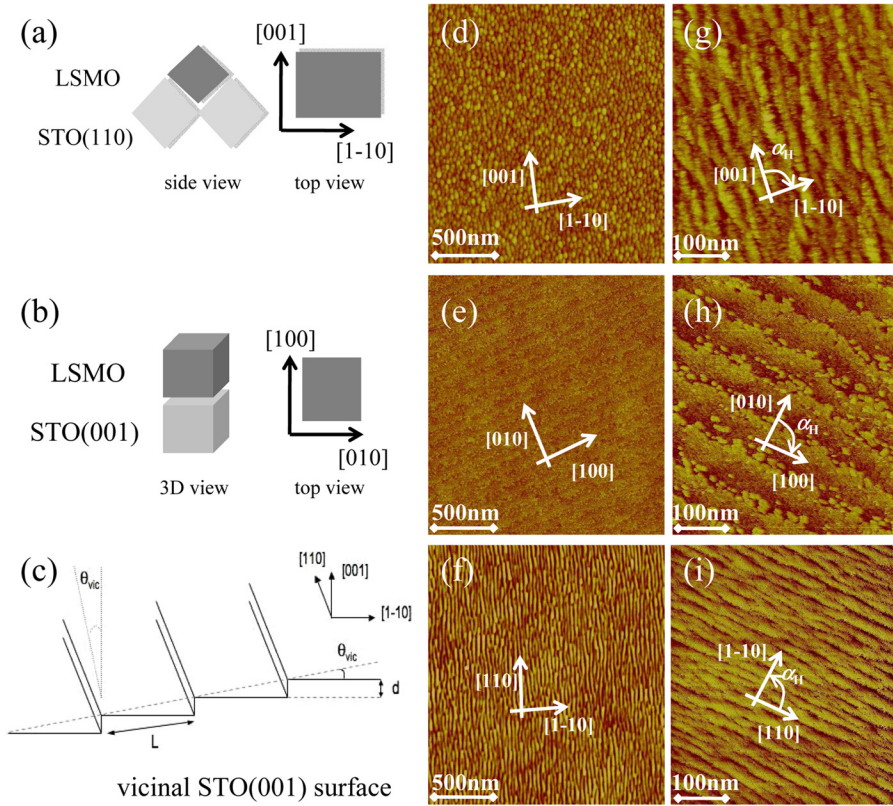 (a)
[001]
LSMO
STO(110)
[1-10]
side view
top view
(b)
[100]
LSMO
STO(001)
[010]
3D view
top view
(c)
θvic
[110]
[001]
[1-10]
θvic
d
L
vicinal STO(001) surface
(d)
[001]
[1-10]
500nm
(g)
αH
[001]
[1-10]
100nm
(e)
[010]
[100]
500nm
(h)
[010]
αH
[100]
100nm
(f)
[110]
[1-10]
500nm
(i)
[1-10]
αH
[110]
100nm